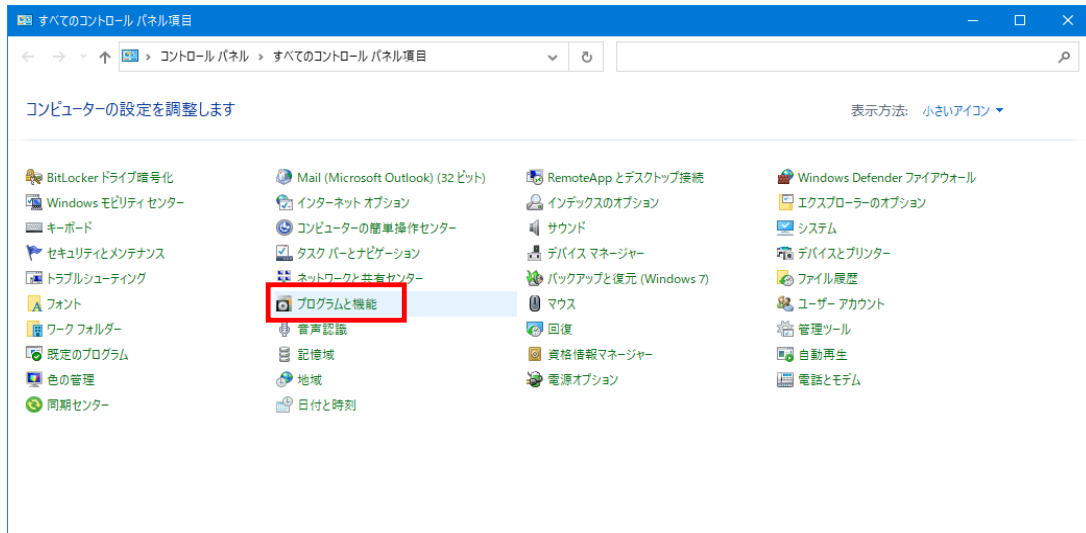 すべてのコントロール パネル項目
コントロール パネル › すべてのコントロール パネル項目
コンピューターの設定を調整します
表示方法: 小さいアイコン
BitLocker ドライブ暗号化
Mail (Microsoft Outlook) (32 ビット)
RemoteApp とデスクトップ接続
Windows Defender ファイアウォール
Windows モビリティ センター
インターネット オプション
インデックスのオプション
エクスプローラーのオプション
キーボード
コンピューターの簡単操作センター
サウンド
システム
セキュリティとメンテナンス
タスク バーとナビゲーション
デバイス マネージャー
デバイスとプリンター
トラブルシューティング
ネットワークと共有センター
バックアップと復元 (Windows 7)
ファイル履歴
フォント
プログラムと機能
マウス
ユーザー アカウント
ワーク フォルダー
音声認識
回復
管理ツール
既定のプログラム
記憶域
資格情報マネージャー
自動再生
色の管理
地域
電源オプション
電話とモデム
同期センター
日付と時刻